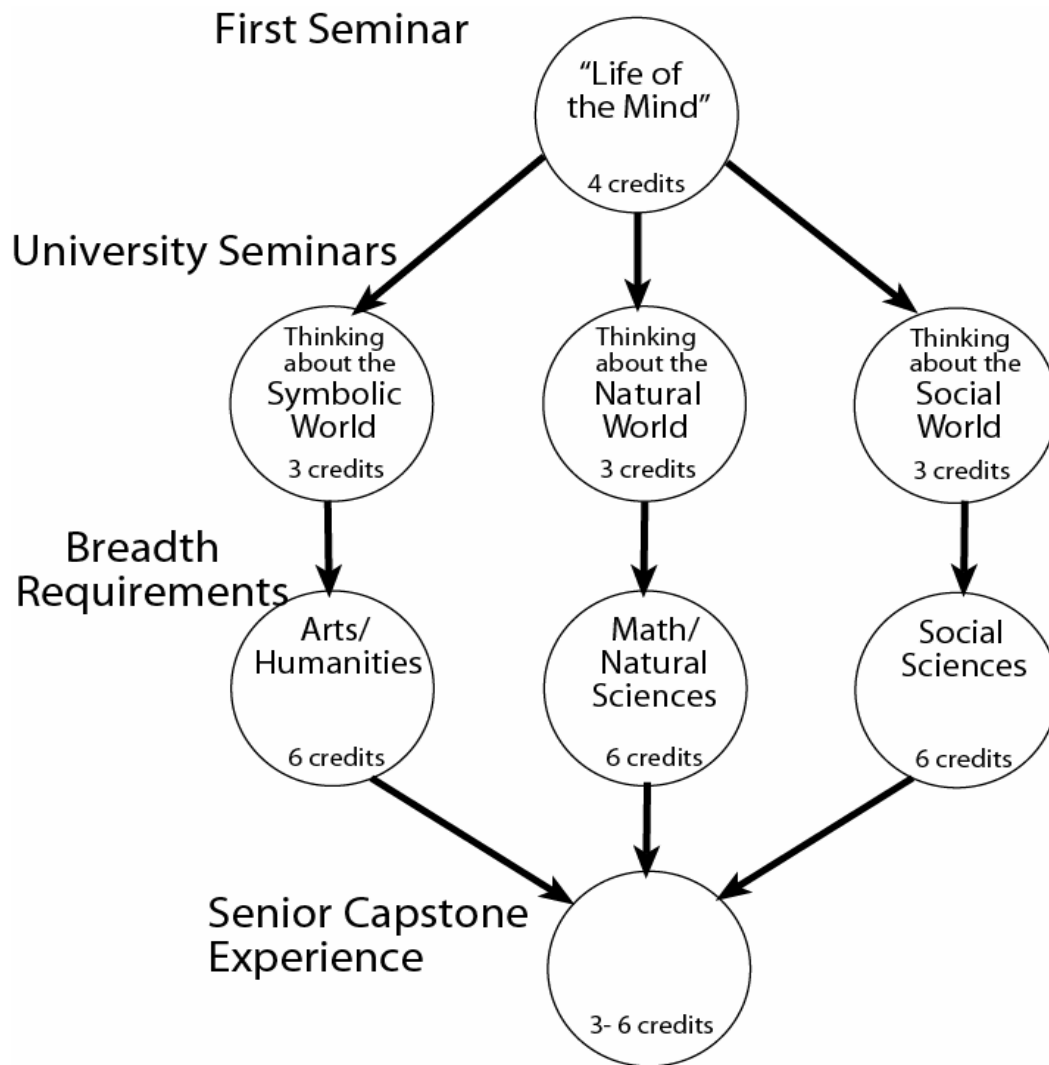 First Seminar
“Life of
the Mind”
4 credits
University Seminars
Thinking
about the
Symbolic
World
3 credits
Thinking
about the
Natural
World
3 credits
Thinking
about the
Social
World
3 credits
Breadth
Requirements
Arts/
Humanities
6 credits
Math/
Natural
Sciences
6 credits
Social
Sciences
6 credits
Senior Capstone
Experience
3- 6 credits